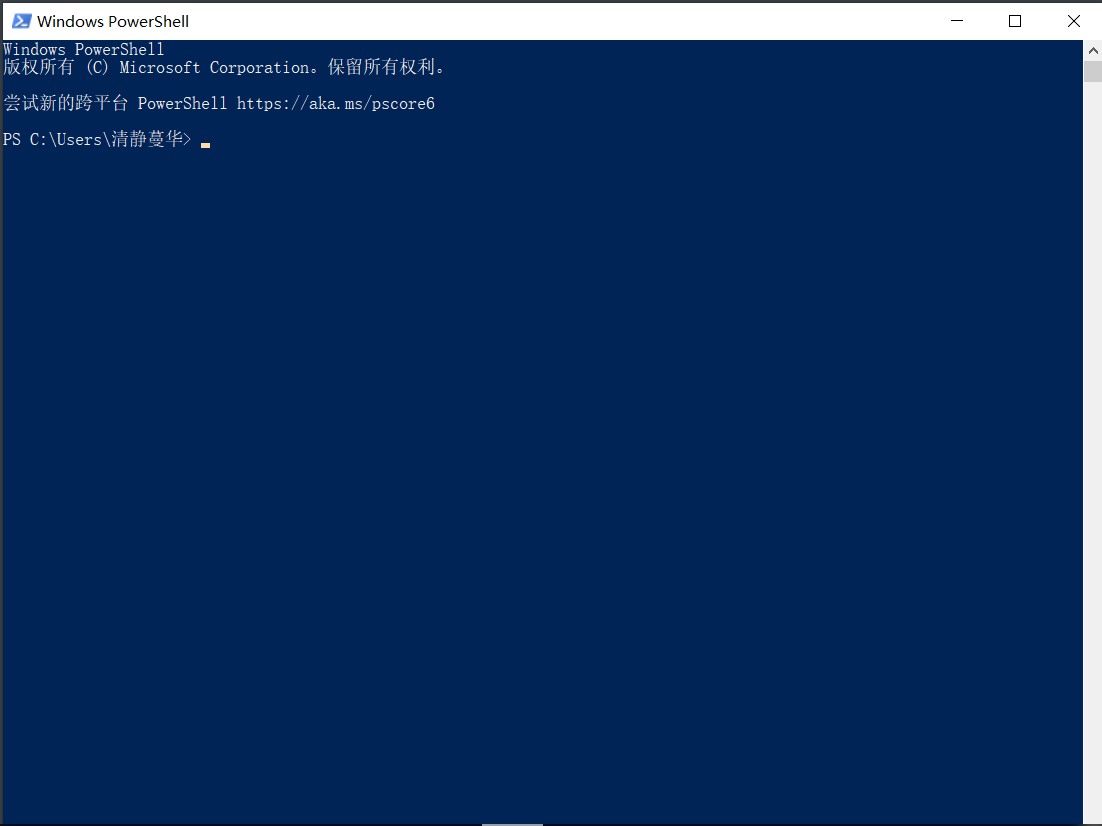 Windows PowerShell
Windows PowerShell
版权所有 (C) Microsoft Corporation。保留所有权利。
尝试新的跨平台 PowerShell https://aka.ms/pscore6
PS C:\Users\清静蔓华>